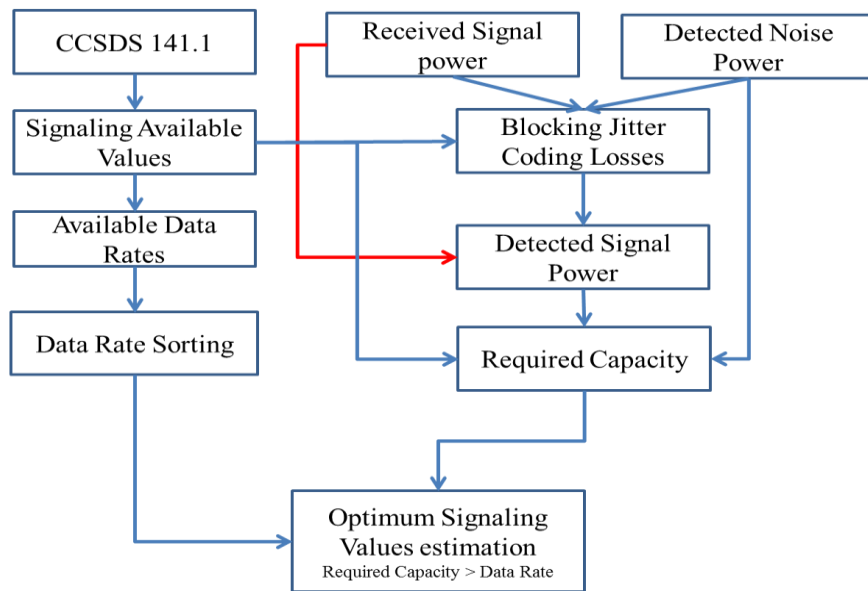 CCSDS 141.1
Received Signal
power
Detected Noise
Power
Signaling Available
Values
Blocking Jitter
Coding Losses
Available Data
Rates
Detected Signal
Power
Data Rate Sorting
Required Capacity
Optimum Signaling
Values estimation
Required Capacity > Data Rate